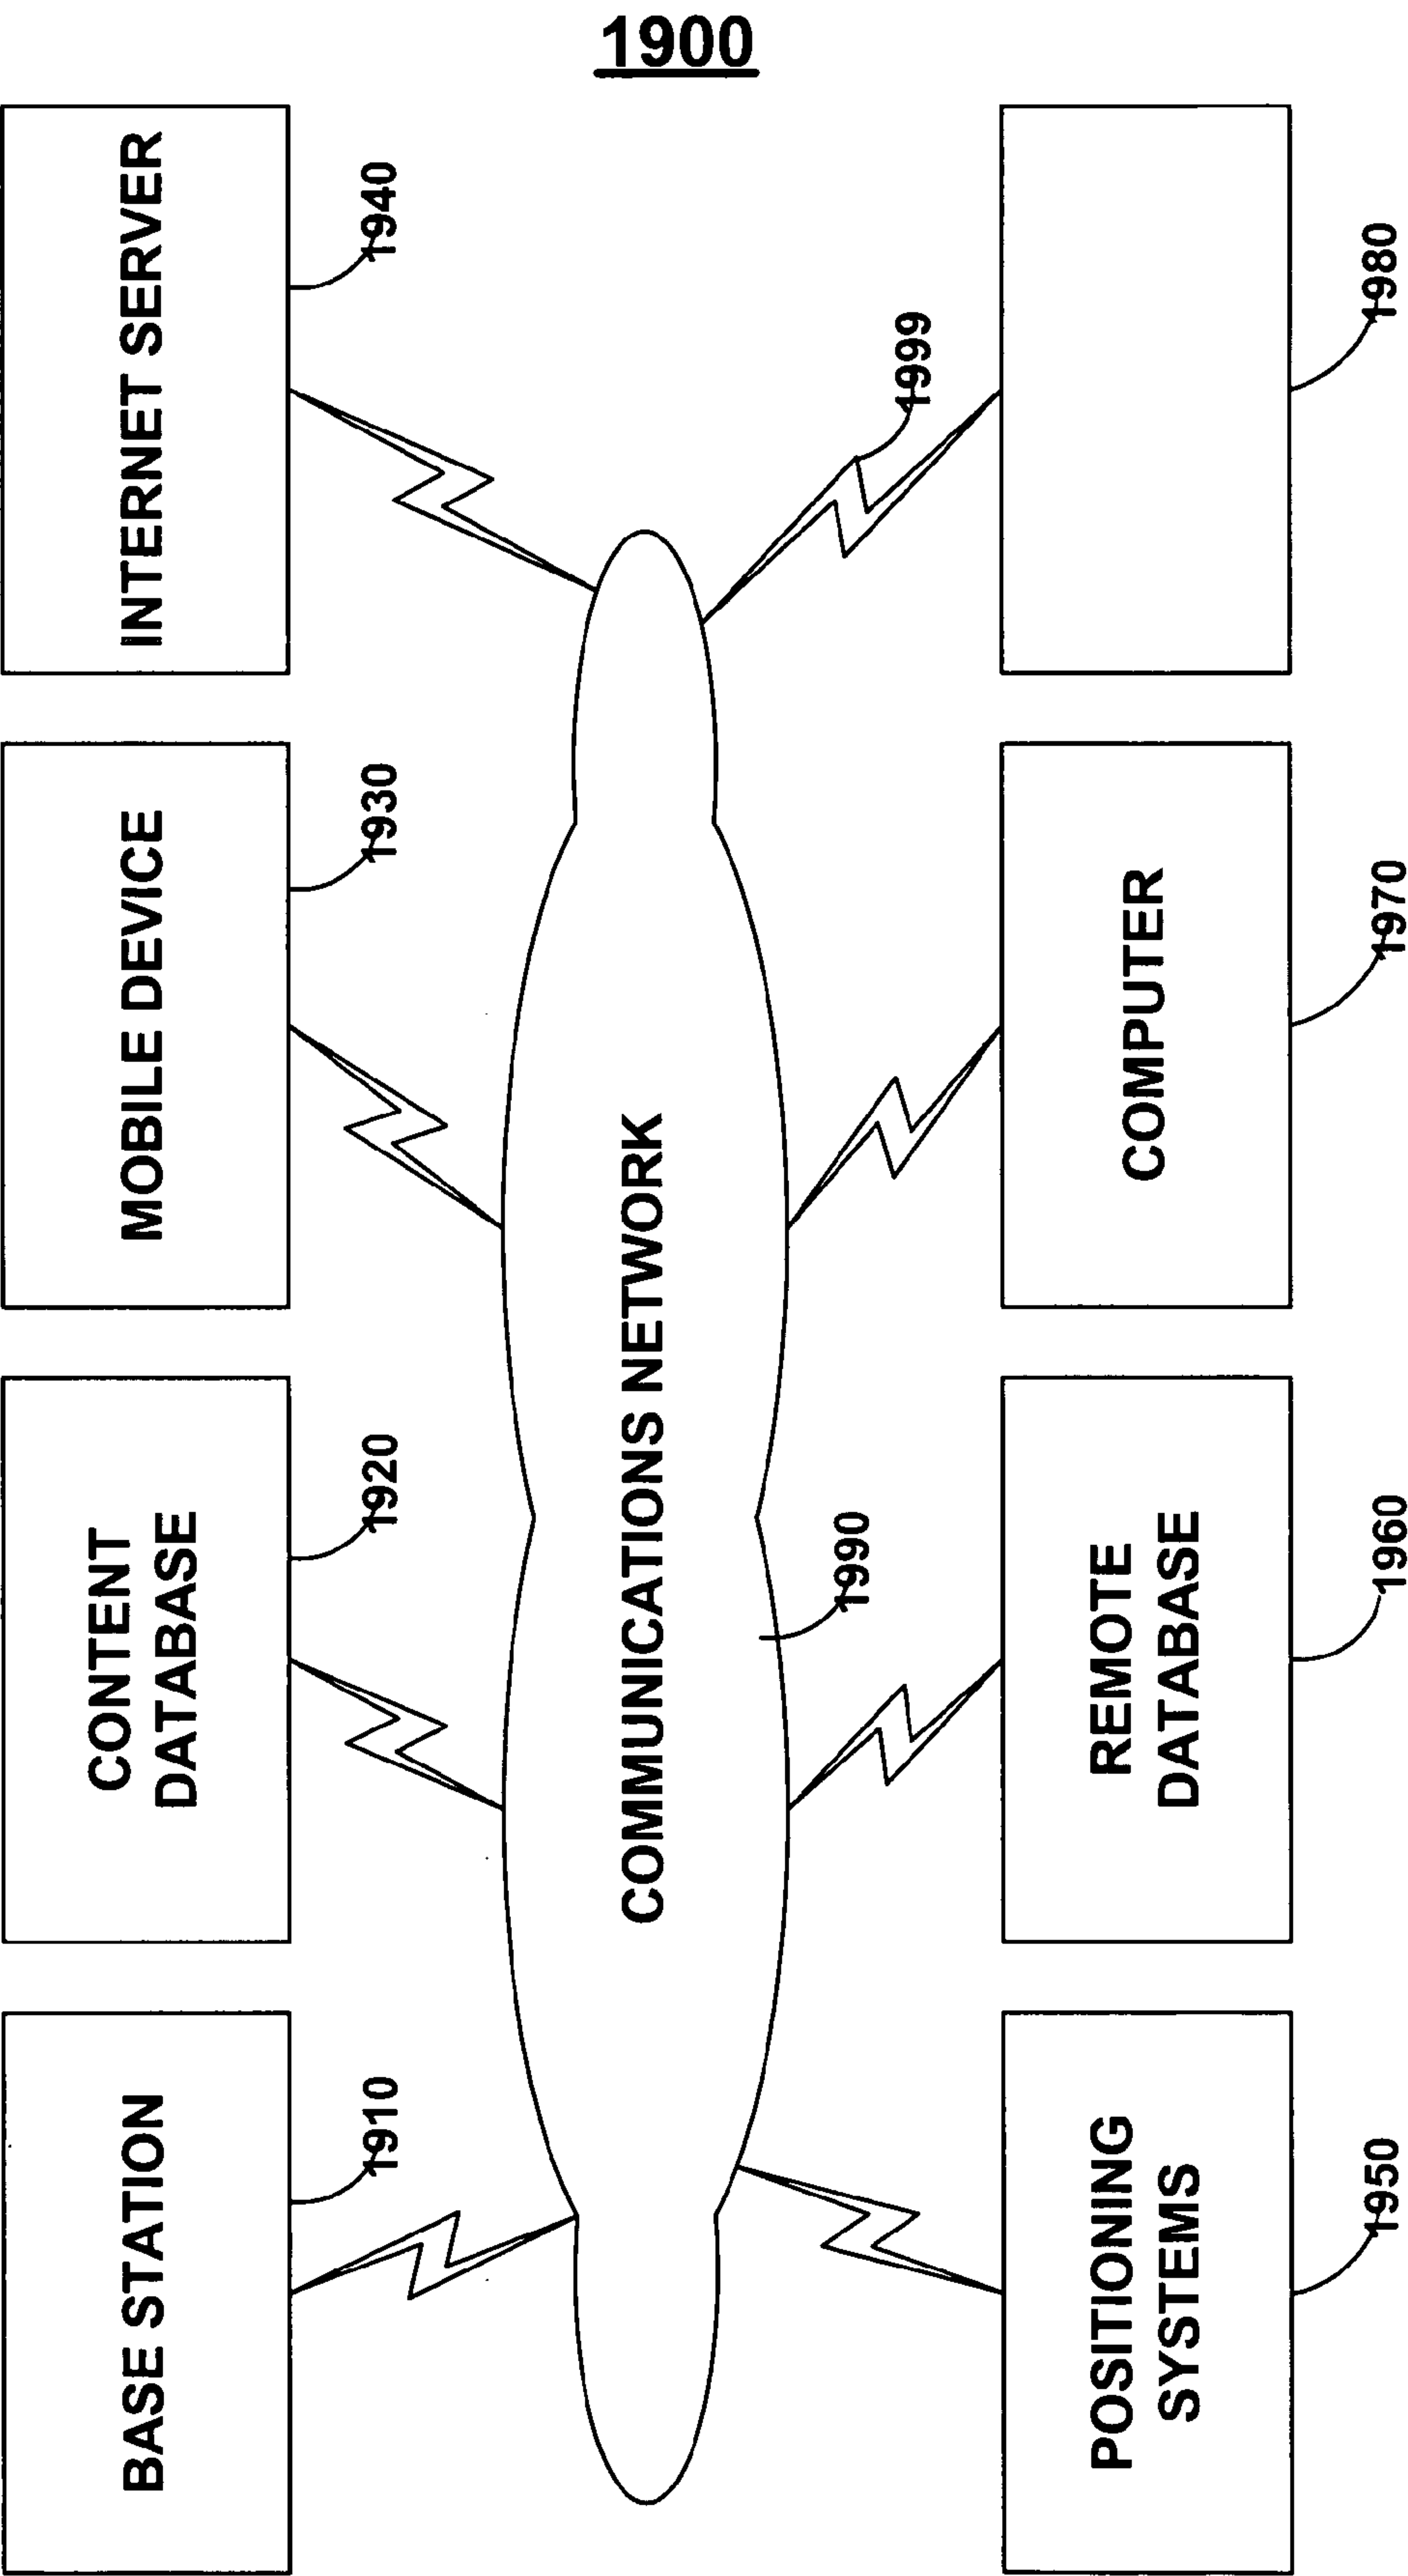 1900
BASE STATION
1910
CONTENT
DATABASE
1920
MOBILE DEVICE
1930
INTERNET SERVER
1940
COMMUNICATIONS NETWORK
1990
1999
POSITIONING
SYSTEMS
1950
REMOTE
DATABASE
1960
COMPUTER
1970
1980